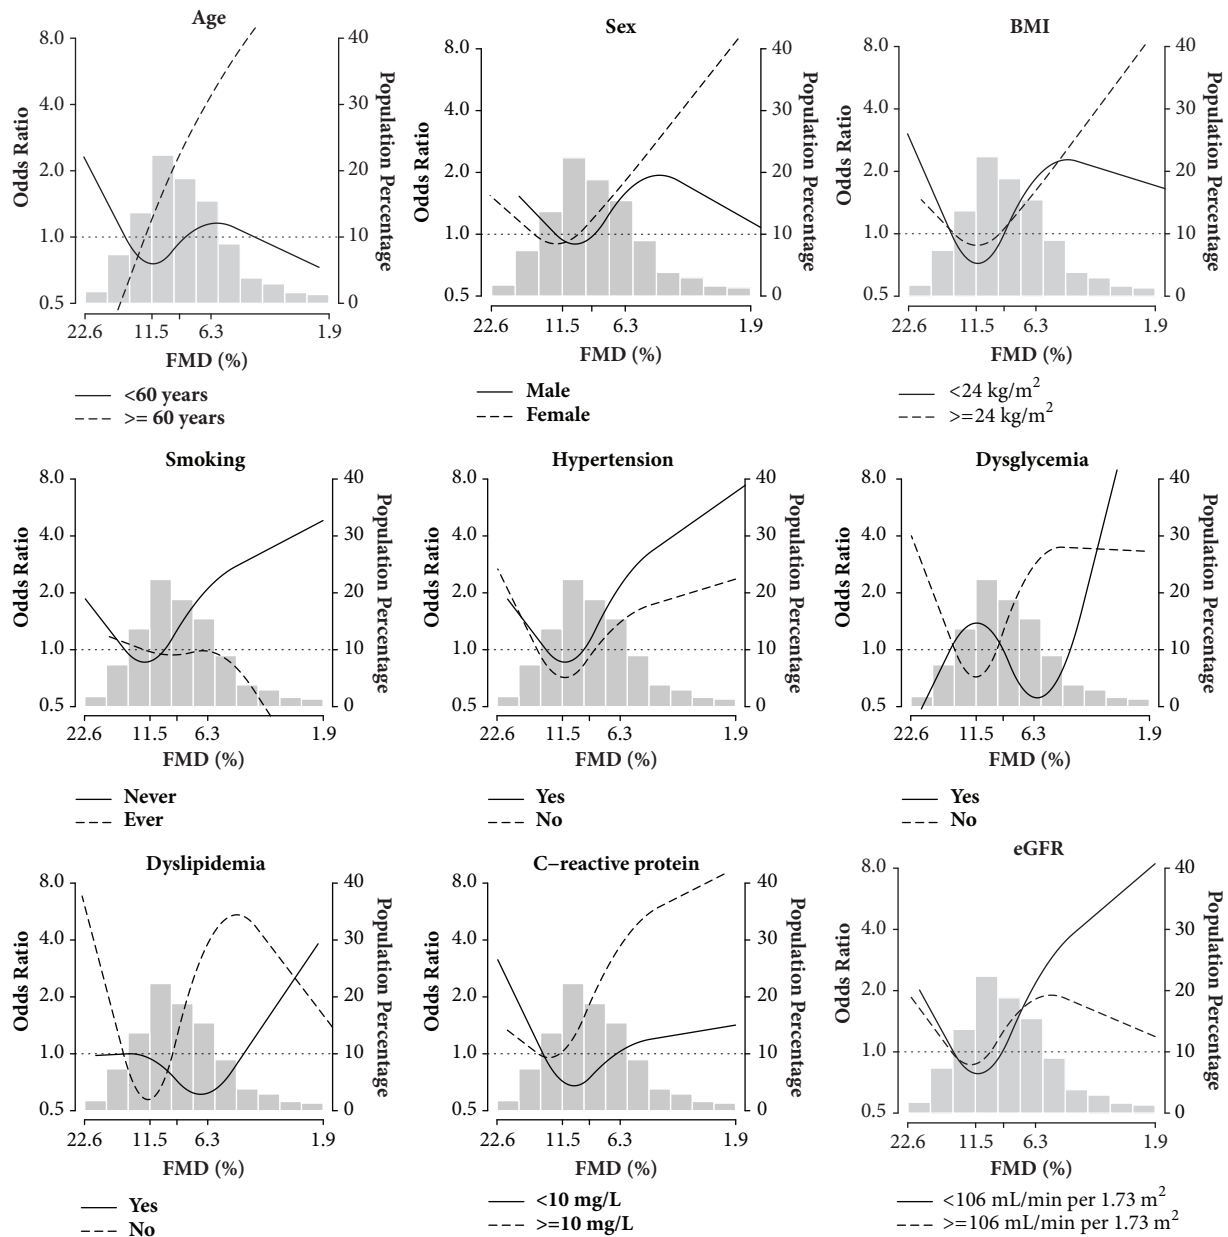 Age
8.0
4.0
2.0
1.0
0.5
Odds Ratio
40
30
20
10
0
Population Percentage
22.6 11.5 6.3 1.9
FMD (%)
<60 years
>= 60 years
Sex
8.0
4.0
2.0
1.0
0.5
Odds Ratio
40
30
20
10
0
Population Percentage
22.6 11.5 6.3 1.9
FMD (%)
Male
Female
BMI
8.0
4.0
2.0
1.0
0.5
Odds Ratio
40
30
20
10
0
Population Percentage
22.6 11.5 6.3 1.9
FMD (%)
<24 kg/m²
>=24 kg/m²
Smoking
8.0
4.0
2.0
1.0
0.5
Odds Ratio
40
30
20
10
0
Population Percentage
22.6 11.5 6.3 1.9
FMD (%)
Never
Ever
Hypertension
8.0
4.0
2.0
1.0
0.5
Odds Ratio
40
30
20
10
0
Population Percentage
22.6 11.5 6.3 1.9
FMD (%)
Yes
No
Dysglycemia
8.0
4.0
2.0
1.0
0.5
Odds Ratio
40
30
20
10
0
Population Percentage
22.6 11.5 6.3 1.9
FMD (%)
Yes
No
Dyslipidemia
8.0
4.0
2.0
1.0
0.5
Odds Ratio
40
30
20
10
0
Population Percentage
22.6 11.5 6.3 1.9
FMD (%)
Yes
No
C−reactive protein
8.0
4.0
2.0
1.0
0.5
Odds Ratio
40
30
20
10
0
Population Percentage
22.6 11.5 6.3 1.9
FMD (%)
<10 mg/L
>=10 mg/L
eGFR
8.0
4.0
2.0
1.0
0.5
Odds Ratio
40
30
20
10
0
Population Percentage
22.6 11.5 6.3 1.9
FMD (%)
<106 mL/min per 1.73 m²
>=106 mL/min per 1.73 m²